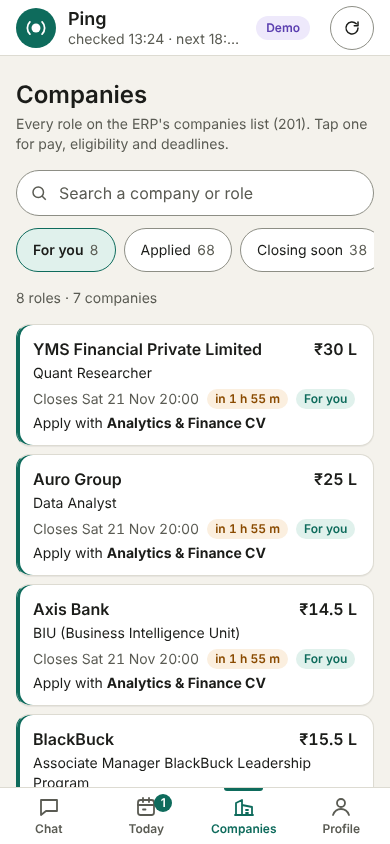 Ping
checked 13:24 · next 18:...
Demo
Companies
Every role on the ERP's companies list (201). Tap one
for pay, eligibility and deadlines.
Search a company or role
For you 8
Applied 68
Closing soon 38
8 roles · 7 companies
YMS Financial Private Limited ₹30 L
Quant Researcher
Closes Sat 21 Nov 20:00 in 1 h 55 m For you
Apply with Analytics & Finance CV
Auro Group ₹25 L
Data Analyst
Closes Sat 21 Nov 20:00 in 1 h 55 m For you
Apply with Analytics & Finance CV
Axis Bank ₹14.5 L
BIU (Business Intelligence Unit)
Closes Sat 21 Nov 20:00 in 1 h 55 m For you
Apply with Analytics & Finance CV
BlackBuck ₹15.5 L
Associate Manager BlackBuck Leadership
Program
1
Chat Today Companies Profile